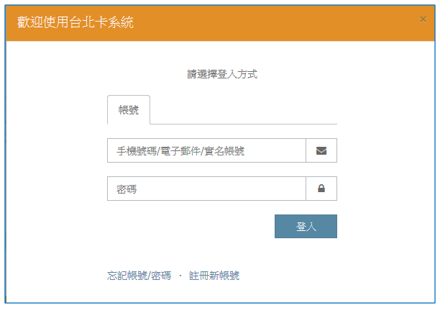 歡迎使用台北卡系統
×
請選擇登入方式
帳號
手機號碼/電子郵件/實名帳號
密碼
登入
忘記帳號/密碼 · 註冊新帳號